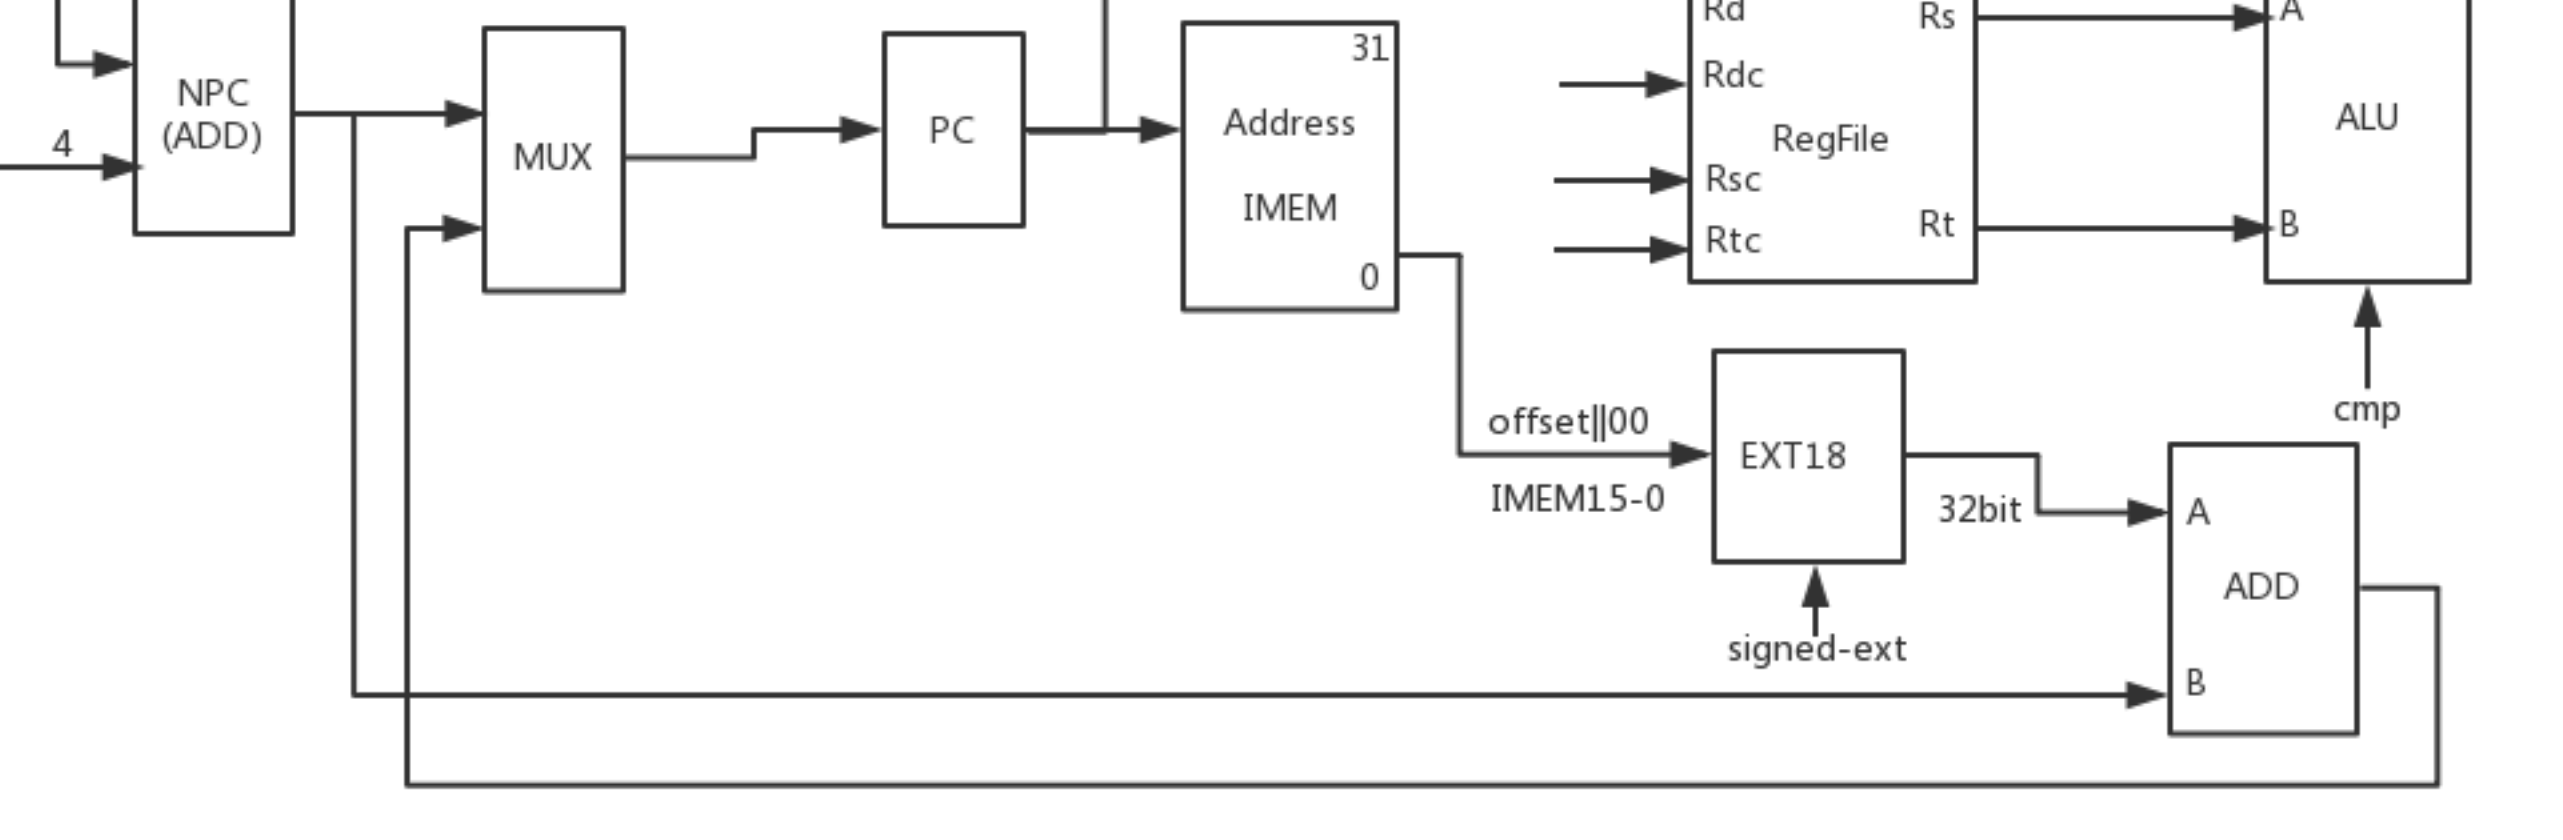 NPC
(ADD)
4
MUX
PC
31
Address
IMEM
0
Rd
Rdc
RegFile
Rsc
Rtc
Rs
Rt
A
ALU
B
cmp
offset||00
IMEM15-0
EXT18
signed-ext
32bit
A
ADD
B